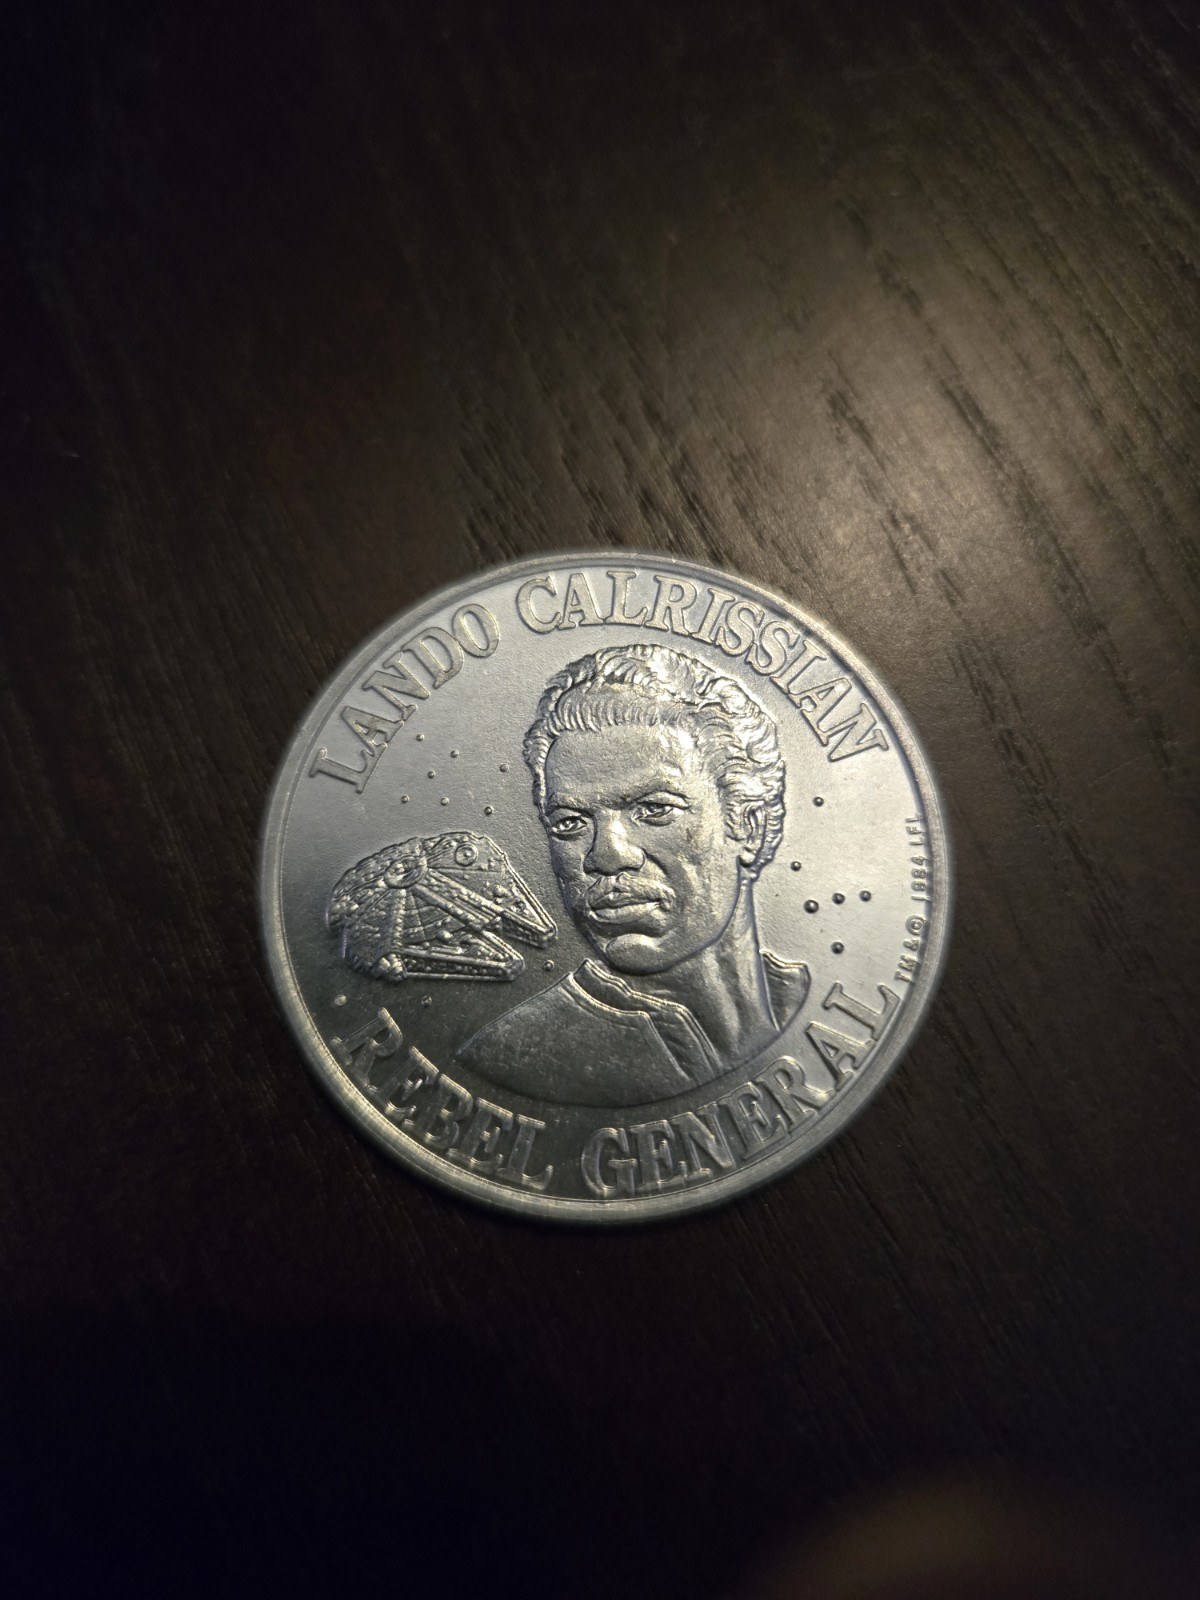 LANDO CALRISSIAN
REBEL GENERAL
TM & © 1984 LFL